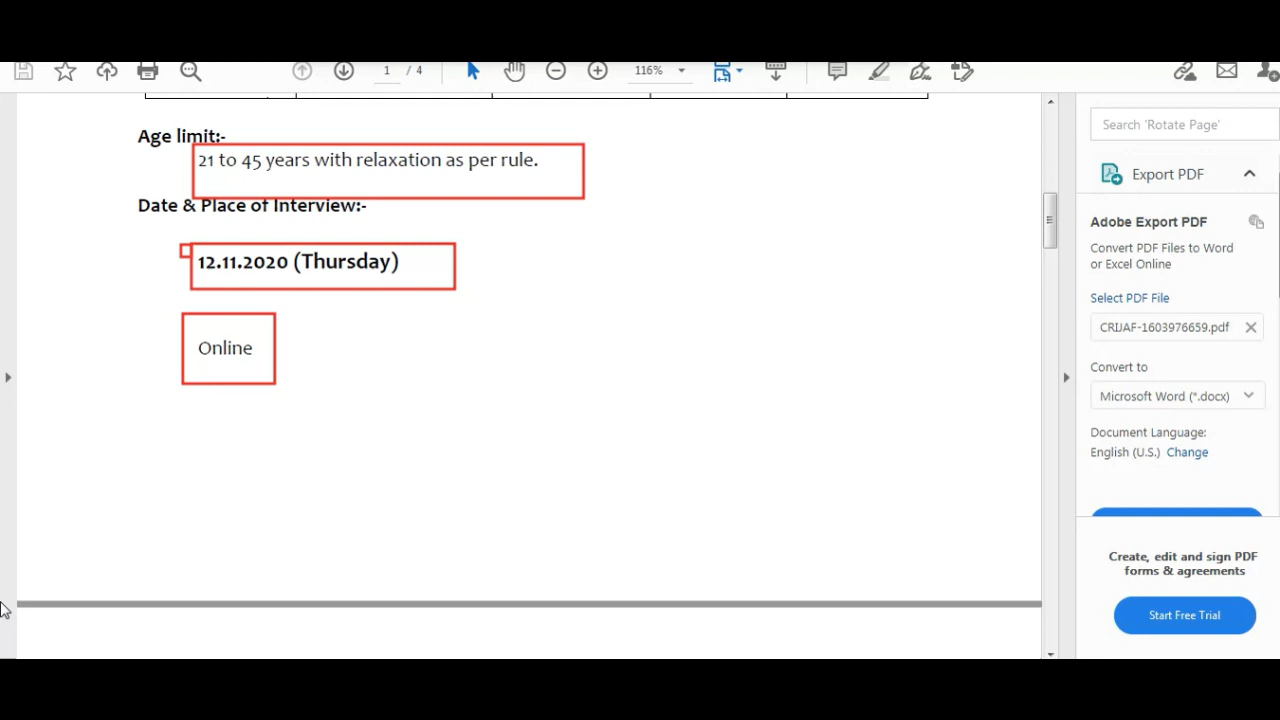 1 / 4
116%
Age limit:-
21 to 45 years with relaxation as per rule.
Date & Place of Interview:-
12.11.2020 (Thursday)
Online
Search 'Rotate Page'
Export PDF
Adobe Export PDF
Convert PDF Files to Word
or Excel Online
Select PDF File
CRIJAF-1603976659.pdf
Convert to
Microsoft Word (*.docx)
Document Language:
English (U.S.) Change
Create, edit and sign PDF
forms & agreements
Start Free Trial